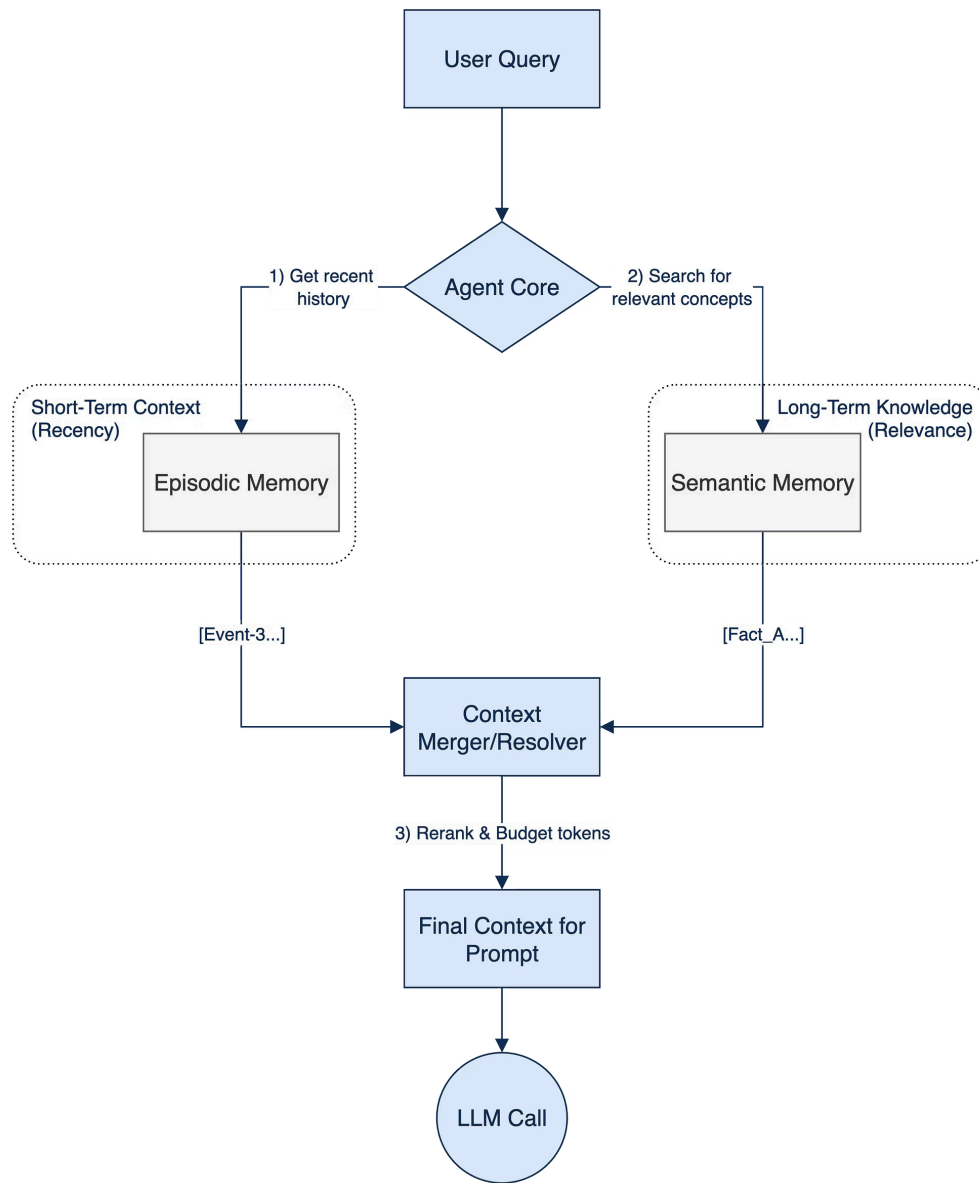 User Query
Agent Core
1) Get recent
history
2) Search for
relevant concepts
Short-Term Context
(Recency)
Episodic Memory
Long-Term Knowledge
(Relevance)
Semantic Memory
[Event-3...]
[Fact_A...]
Context
Merger/Resolver
3) Rerank & Budget tokens
Final Context for
Prompt
LLM Call